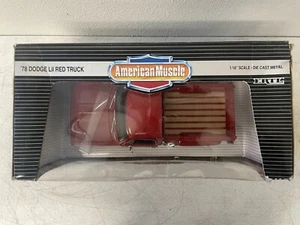 '78 DODGE Lil RED TRUCK
American Muscle
1/18" SCALE - DIE CAST METAL
ERTL